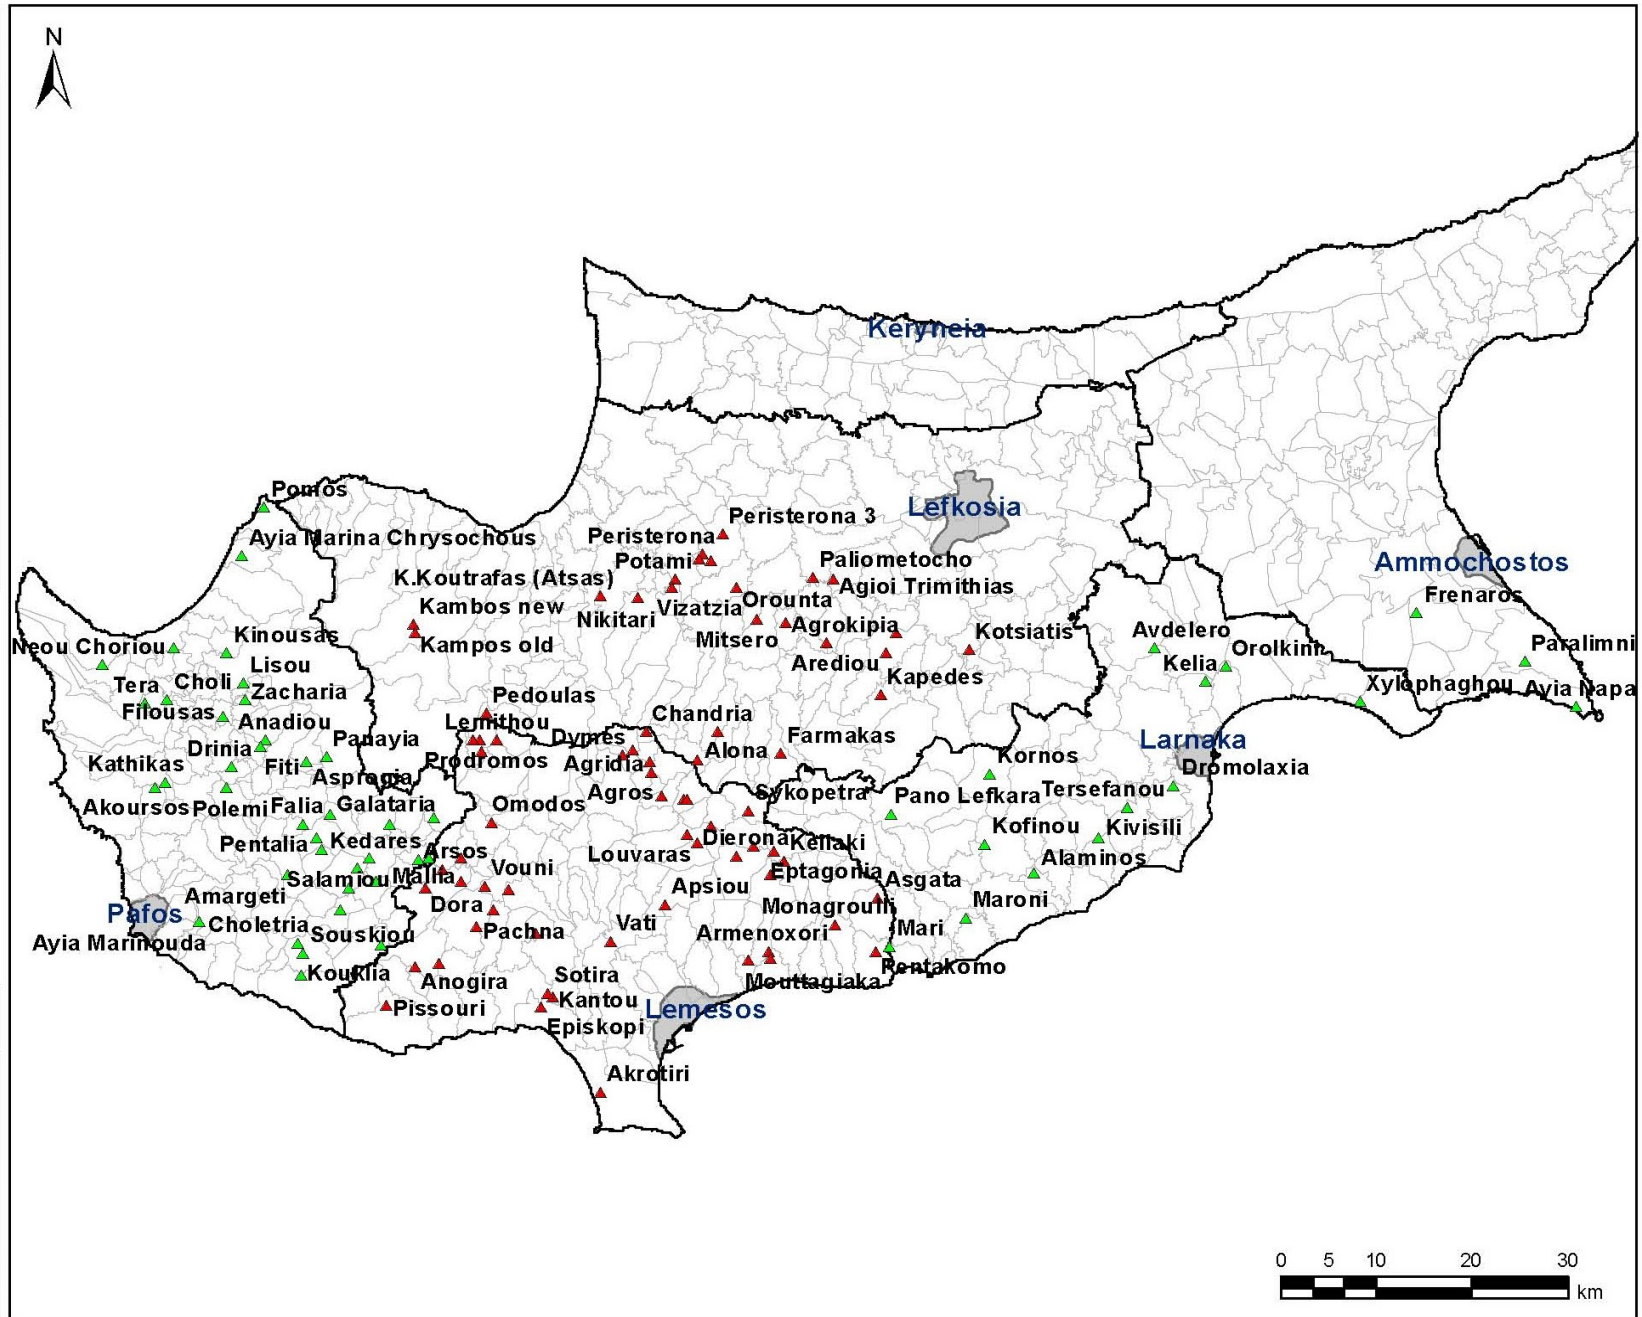 N
Keryneia
Pomos
Lefkosia
Peristerona 3
Ayia Marina Chrysochous
Peristerona
Potami
Paliometocho
Ammochostos
K.Koutrafas (Atsas)
Agioi Trimithias
Frenaros
Kambos new
Vizatzia
Orounta
Nikitari
Agrokipia
Kotsiatis
Avdelero
Kinousas
Mitsero
Paralimni
Neou Choriou
Kampos old
Orolkini
Lisou
Arediou
Kelia
Tera
Choli
Kapedes
Xylophaghou
Ayia Napa
Zacharia
Pedoulas
Filousas
Chandria
Anadiou
Lemithou
Dymes
Farmakas
Larnaka
Panayia
Drinia
Alona
Kathikas
Fiti
Prodromos
Agridia
Kornos
Dromolaxia
Asprogia
Agros
Sykopetra
Pano Lefkara
Tersefanou
Akoursos
Polemi
Falia
Galataria
Omodos
Kofinou
Kivisili
Pentalia
Kedares
Dierona
Kellaki
Arsos
Louvaras
Alaminos
Vouni
Eptagonia
Salamiou
Mallia
Apsiou
Asgata
Amargeti
Dora
Monagroulli
Maroni
Pafos
Choletria
Vati
Mari
Souskiou
Pachna
Armenoxori
Ayia Marinouda
Pentakomo
Kouklia
Anogira
Sotira
Mouttagiaka
Kantou
Pissouri
Lemesos
Episkopi
Akrotiri
0 5 10 20 30
km